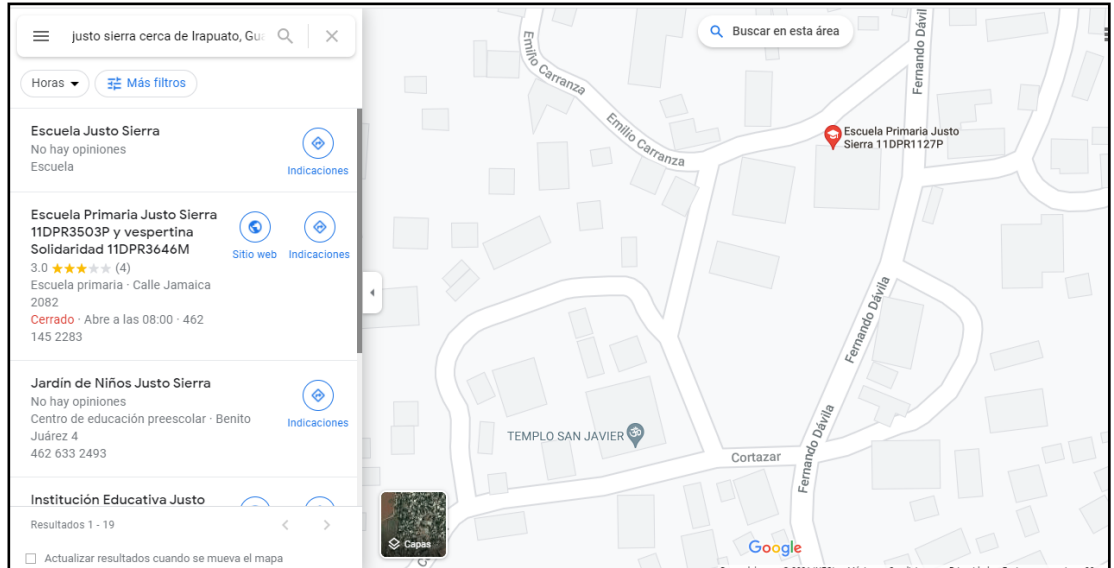 justo sierra cerca de Irapuato, Gua
Horas
Más filtros
Escuela Justo Sierra
No hay opiniones
Escuela
Indicaciones
Escuela Primaria Justo Sierra
11DPR3503P y vespertina
Solidaridad 11DPR3646M
3.0 (4)
Escuela primaria · Calle Jamaica
2082
Cerrado · Abre a las 08:00 · 462
145 2283
Sitio web
Indicaciones
Jardín de Niños Justo Sierra
No hay opiniones
Centro de educación preescolar · Benito
Juárez 4
462 633 2493
Indicaciones
Institución Educativa Justo
Resultados 1 - 19
Actualizar resultados cuando se mueva el mapa
Buscar en esta área
Emilio Carranza
Emilio Carranza
Fernando Dávil
Escuela Primaria Justo
Sierra 11DPR1127P
Fernando Dávila
TEMPLO SAN JAVIER
Cortazar
Fernando Dávila
Capas
Google